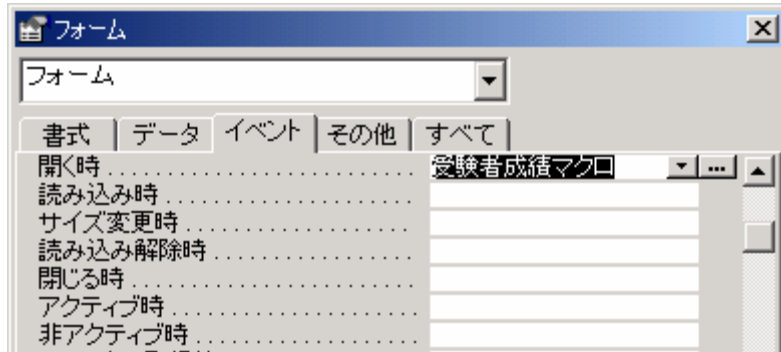 フォーム
フォーム
書式 データ イベント その他 すべて
開く時 受験者成績マクロ ...
読み込み時
サイズ変更時
読み込み解除時
閉じる時
アクティブ時
非アクティブ時